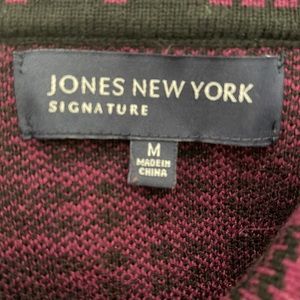 JONES NEW YORK
SIGNATURE
M
MADE IN
CHINA